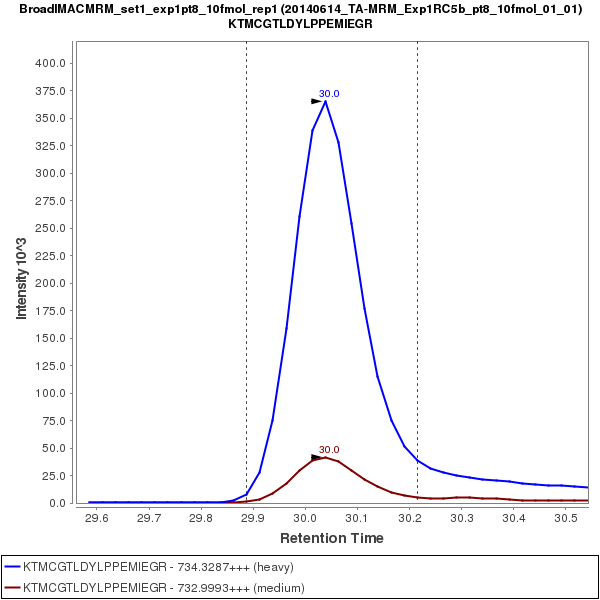 BroadIMACMRM_set1_exp1pt8_10fmol_rep1 (20140614_TA-MRM_Exp1RC5b_pt8_10fmol_01_01)
KTMCGTLDYLPPEMIEGR
400.0
375.0
350.0
325.0
300.0
275.0
250.0
225.0
200.0
175.0
150.0
125.0
100.0
75.0
50.0
25.0
0.0
Intensity 10^3
30.0
30.0
29.6 29.7 29.8 29.9 30.0 30.1 30.2 30.3 30.4 30.5
Retention Time
KTMCGTLDYLPPEMIEGR - 734.3287+++ (heavy)
KTMCGTLDYLPPEMIEGR - 732.9993+++ (medium)